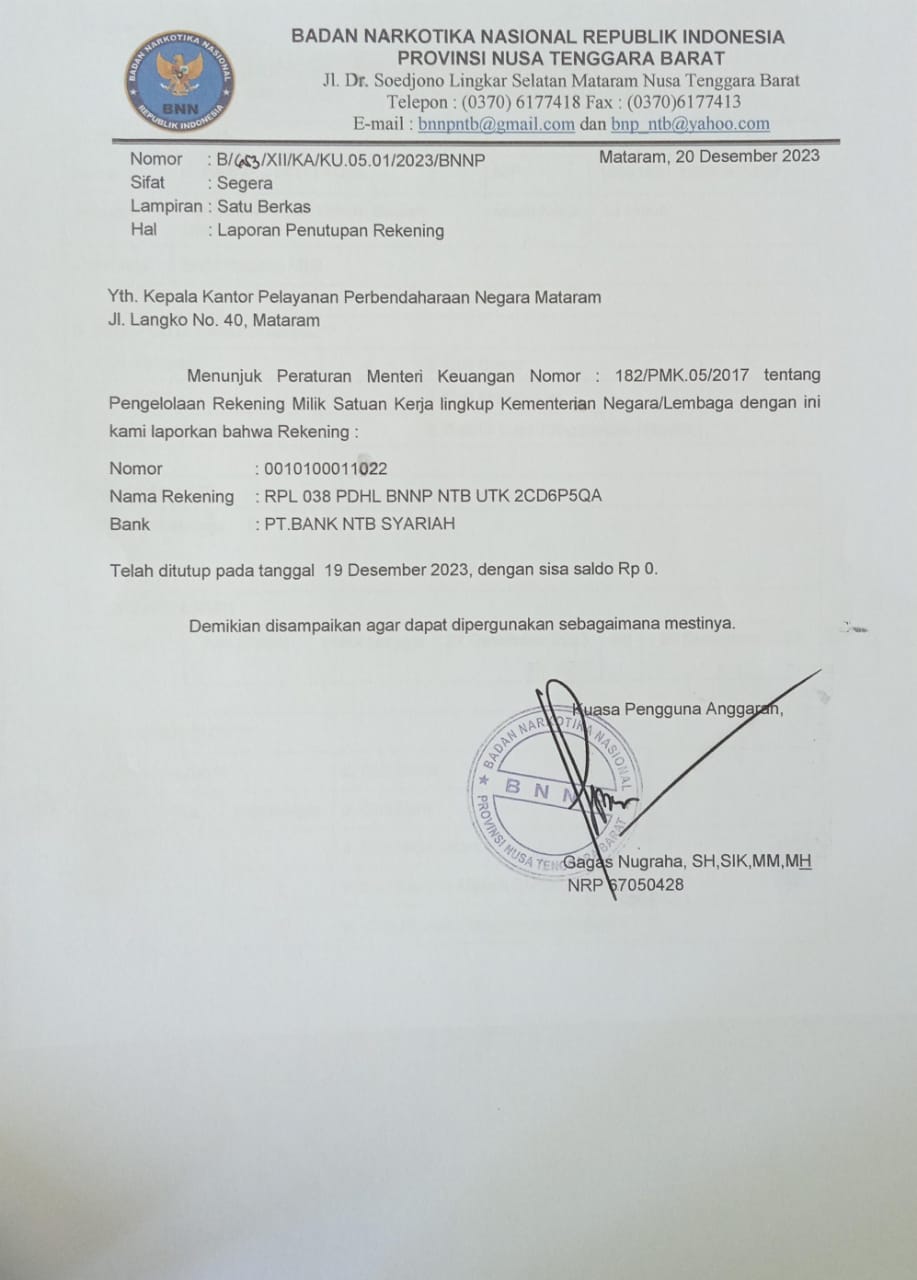 BADAN NARKOTIKA NASIONAL
BNN
REPUBLIK INDONESIA
BADAN NARKOTIKA NASIONAL REPUBLIK INDONESIA
PROVINSI NUSA TENGGARA BARAT
Jl. Dr. Soedjono Lingkar Selatan Mataram Nusa Tenggara Barat
Telepon : (0370) 6177418 Fax : (0370)6177413
E-mail : bnnpntb@gmail.com dan bnp_ntb@yahoo.com
Nomor : B/653/XII/KA/KU.05.01/2023/BNNP
Mataram, 20 Desember 2023
Sifat : Segera
Lampiran : Satu Berkas
Hal : Laporan Penutupan Rekening
Yth. Kepala Kantor Pelayanan Perbendaharaan Negara Mataram
Jl. Langko No. 40, Mataram
Menunjuk Peraturan Menteri Keuangan Nomor : 182/PMK.05/2017 tentang
Pengelolaan Rekening Milik Satuan Kerja lingkup Kementerian Negara/Lembaga dengan ini
kami laporkan bahwa Rekening :
Nomor : 0010100011022
Nama Rekening : RPL 038 PDHL BNNP NTB UTK 2CD6P5QA
Bank : PT.BANK NTB SYARIAH
Telah ditutup pada tanggal 19 Desember 2023, dengan sisa saldo Rp 0.
Demikian disampaikan agar dapat dipergunakan sebagaimana mestinya.
Kuasa Pengguna Anggaran,
BADAN NARKOTIKA NASIONAL
BNN
PROVINSI NUSA TENGGARA BARAT
Gagas Nugraha, SH,SIK,MM,MH
NRP 67050428